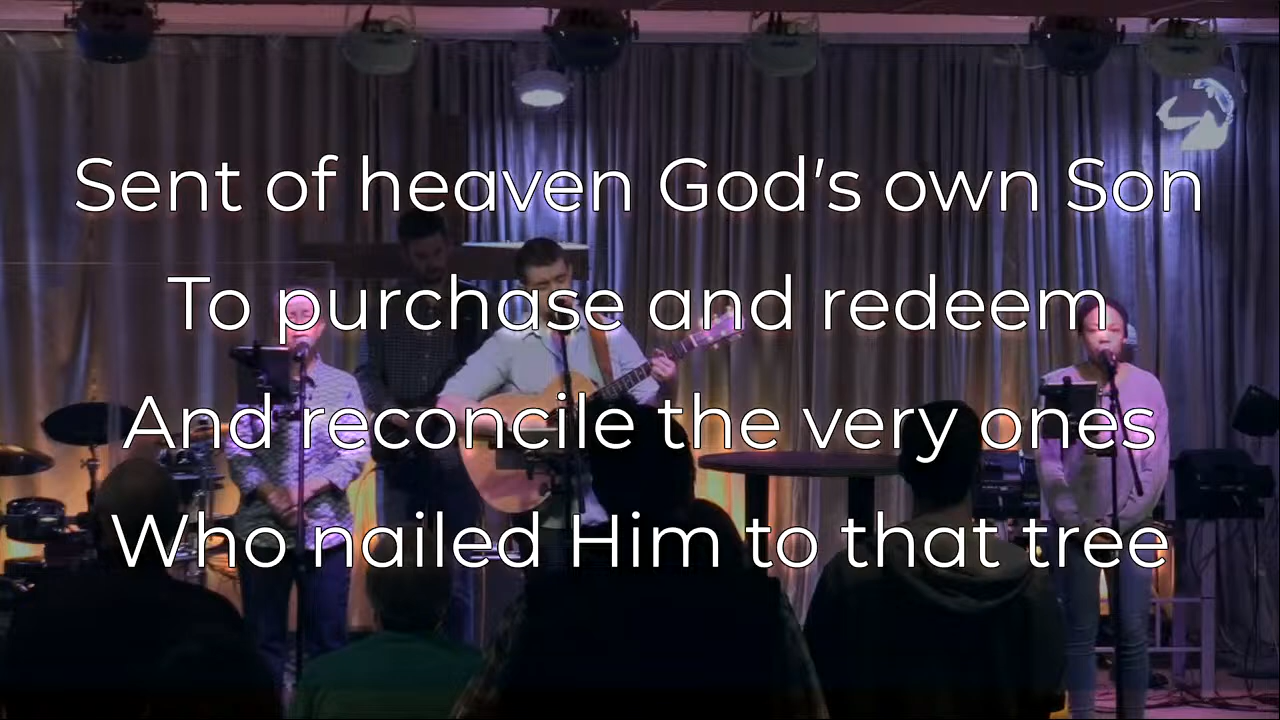 Sent of heaven God's own Son
To purchase and redeem
And reconcile the very ones
Who nailed Him to that tree